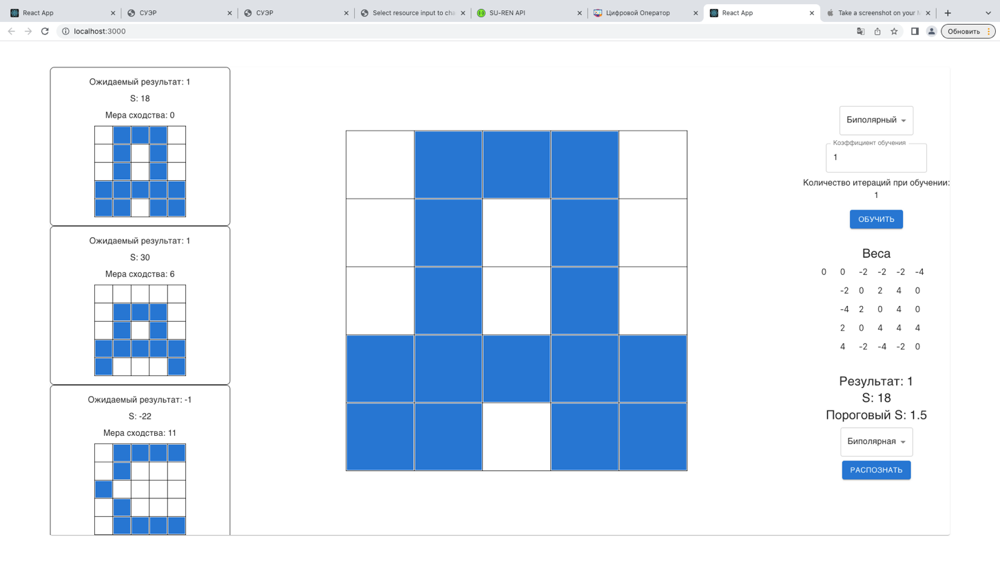 React App
СУЭР
СУЭР
Select resource input to cha
SU-REN API
Цифровой Оператор
React App
Take a screenshot on your M
localhost:3000
Обновить
Ожидаемый результат: 1
S: 18
Мера сходства: 0
Ожидаемый результат: 1
S: 30
Мера сходства: 6
Ожидаемый результат: -1
S: -22
Мера сходства: 11
Биполярный
Коэффициент обучения
1
Количество итераций при обучении:
1
ОБУЧИТЬ
Веса
0 0 -2 -2 -2 -4
-2 0 2 4 0
-4 2 0 4 0
2 0 4 4 4
4 -2 -4 -2 0
Результат: 1
S: 18
Пороговый S: 1.5
Биполярная
РАСПОЗНАТЬ